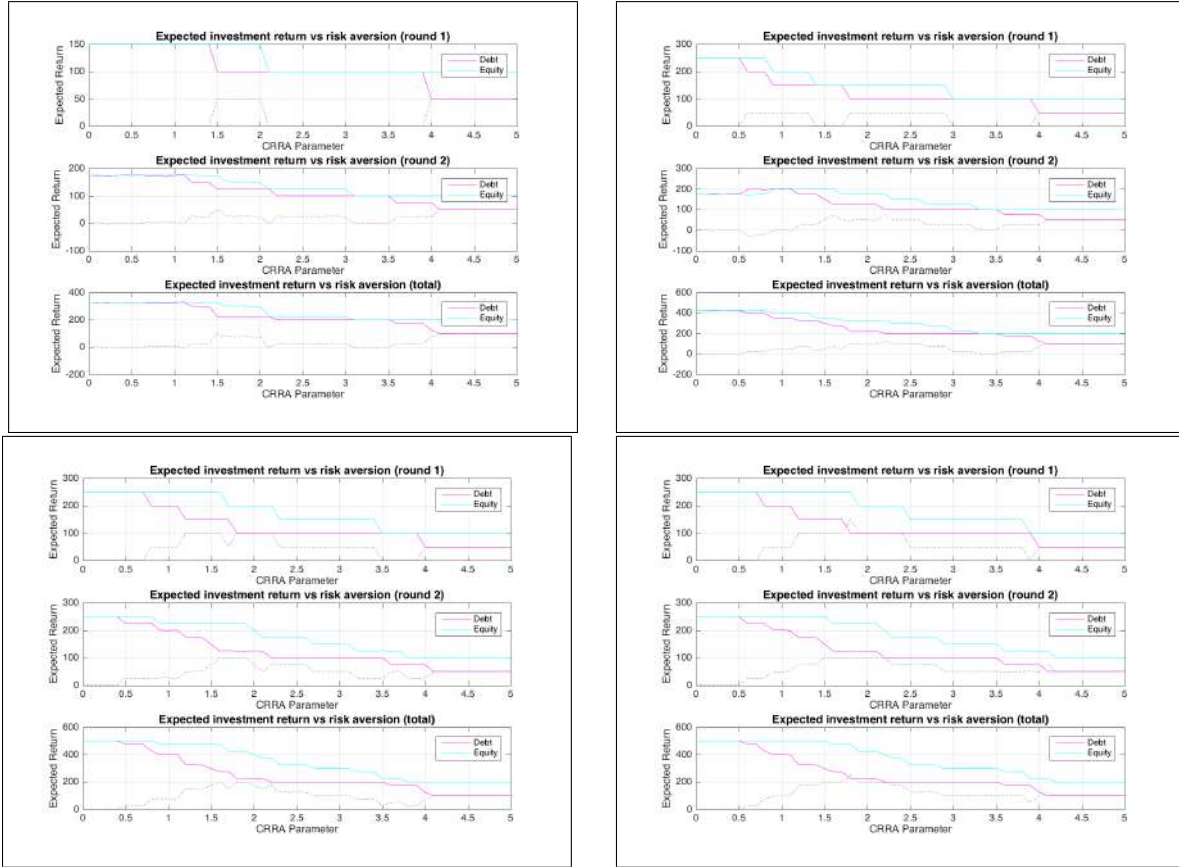 Expected investment return vs risk aversion (round 1)
Expected Return
150
100
50
0
Debt
Equity
0 0.5 1 1.5 2 2.5 3 3.5 4 4.5 5
CRRA Parameter
Expected investment return vs risk aversion (round 2)
Expected Return
200
100
0
-100
Debt
Equity
0 0.5 1 1.5 2 2.5 3 3.5 4 4.5 5
CRRA Parameter
Expected investment return vs risk aversion (total)
Expected Return
400
200
0
-200
Debt
Equity
0 0.5 1 1.5 2 2.5 3 3.5 4 4.5 5
CRRA Parameter
Expected investment return vs risk aversion (round 1)
Expected Return
300
200
100
0
Debt
Equity
0 0.5 1 1.5 2 2.5 3 3.5 4 4.5 5
CRRA Parameter
Expected investment return vs risk aversion (round 2)
Expected Return
300
200
100
0
-100
Debt
Equity
0 0.5 1 1.5 2 2.5 3 3.5 4 4.5 5
CRRA Parameter
Expected investment return vs risk aversion (total)
Expected Return
600
400
200
0
-200
Debt
Equity
0 0.5 1 1.5 2 2.5 3 3.5 4 4.5 5
CRRA Parameter
Expected investment return vs risk aversion (round 1)
Expected Return
300
200
100
0
Debt
Equity
0 0.5 1 1.5 2 2.5 3 3.5 4 4.5 5
CRRA Parameter
Expected investment return vs risk aversion (round 2)
Expected Return
300
200
100
0
Debt
Equity
0 0.5 1 1.5 2 2.5 3 3.5 4 4.5 5
CRRA Parameter
Expected investment return vs risk aversion (total)
Expected Return
600
400
200
0
Debt
Equity
0 0.5 1 1.5 2 2.5 3 3.5 4 4.5 5
CRRA Parameter
Expected investment return vs risk aversion (round 1)
Expected Return
300
200
100
0
Debt
Equity
0 0.5 1 1.5 2 2.5 3 3.5 4 4.5 5
CRRA Parameter
Expected investment return vs risk aversion (round 2)
Expected Return
300
200
100
0
Debt
Equity
0 0.5 1 1.5 2 2.5 3 3.5 4 4.5 5
CRRA Parameter
Expected investment return vs risk aversion (total)
Expected Return
600
400
200
0
Debt
Equity
0 0.5 1 1.5 2 2.5 3 3.5 4 4.5 5
CRRA Parameter